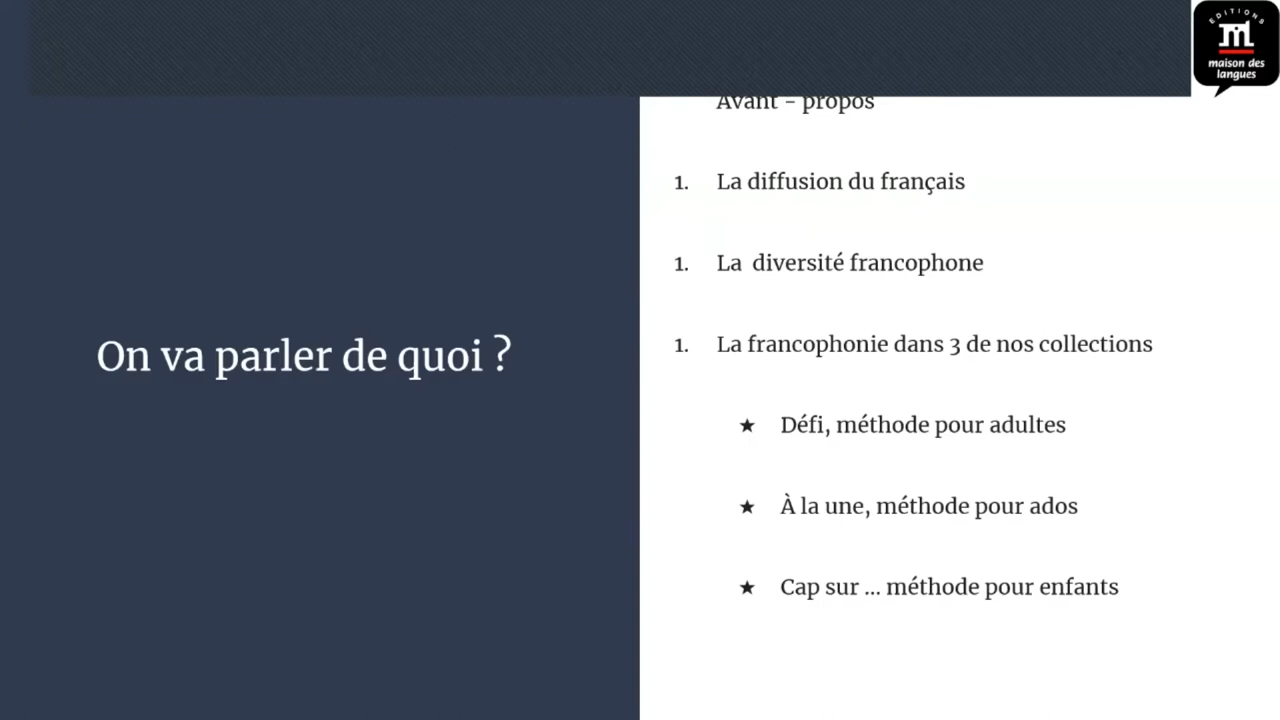 EDITIONS
maison des
langues
Avant - propos
1. La diffusion du français
1. La diversité francophone
On va parler de quoi ?
1. La francophonie dans 3 de nos collections
★ Défi, méthode pour adultes
★ À la une, méthode pour ados
★ Cap sur ... méthode pour enfants